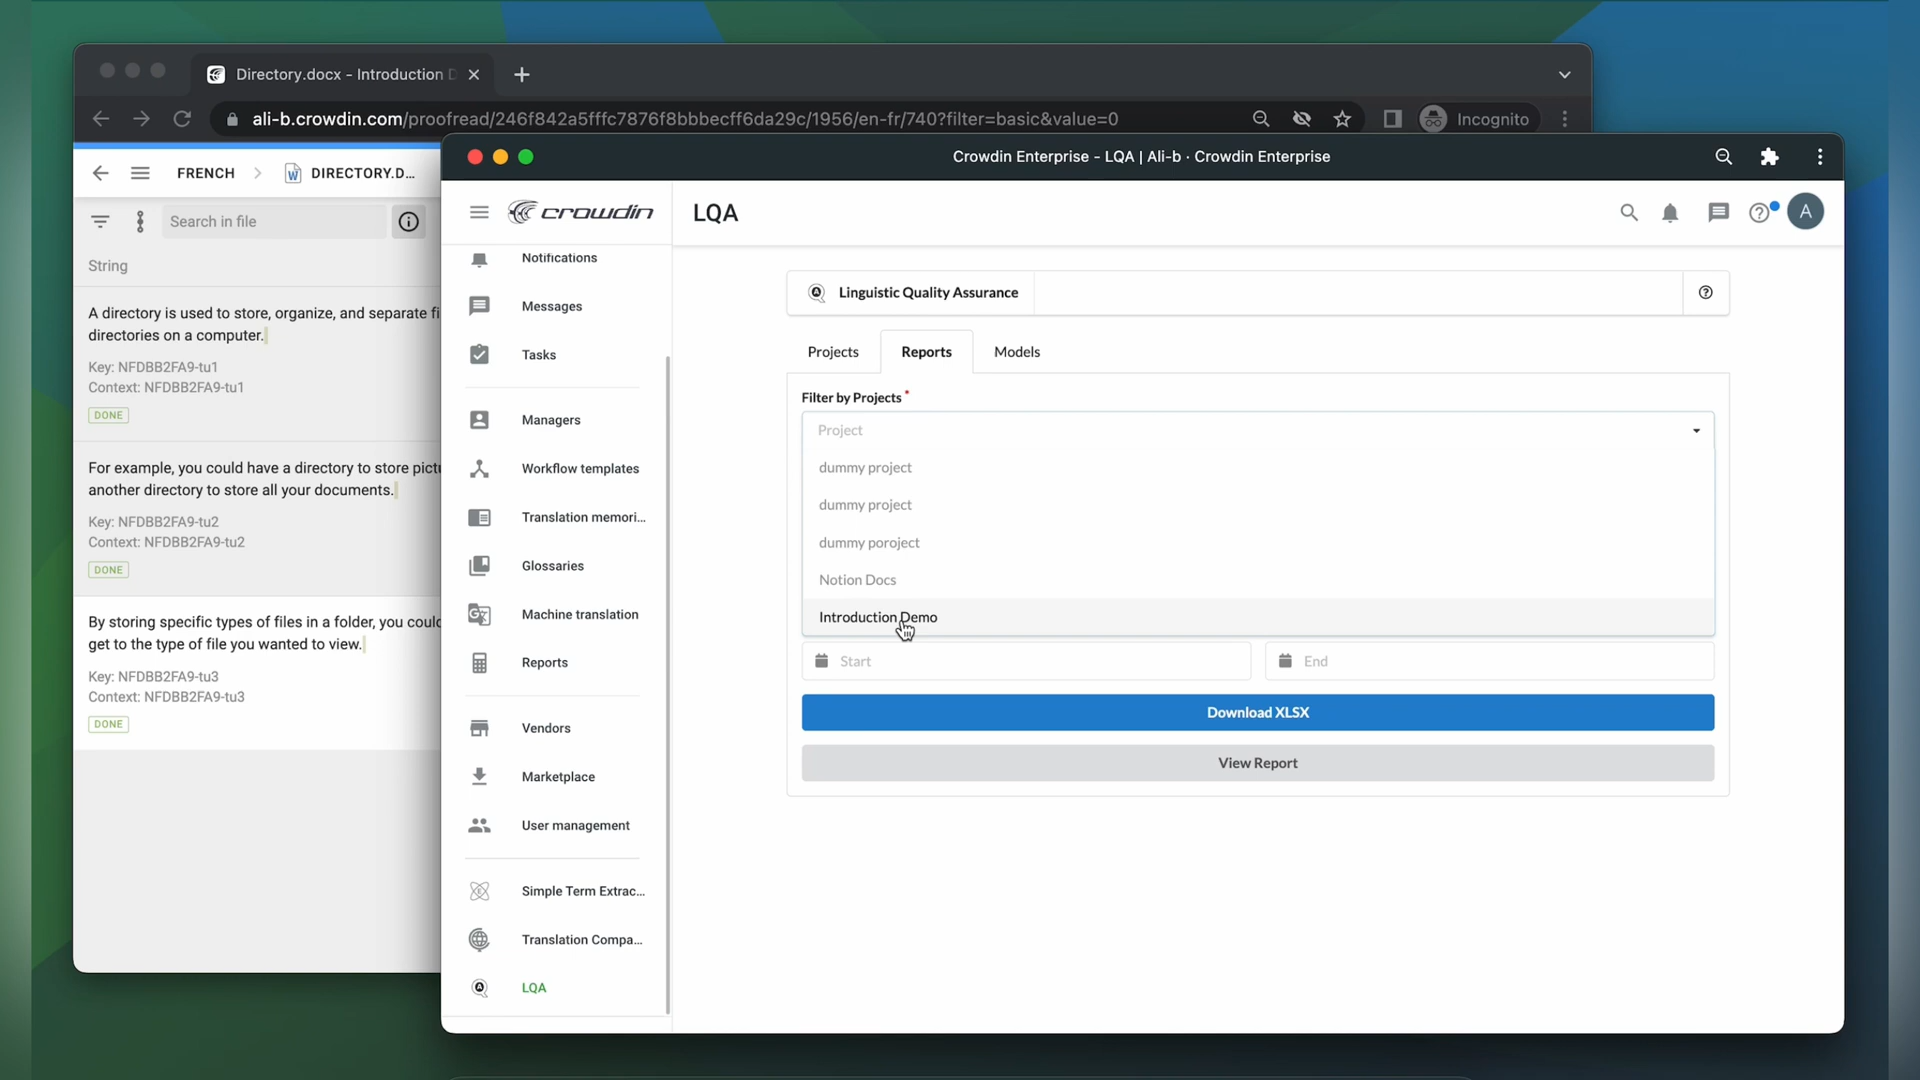 Directory.docx - Introduction D
ali-b.crowdin.com/proofread/246f842a5fffc7876f8bbbecff6da29c/1956/en-fr/740?filter=basic&value=0
Incognito
FRENCH
DIRECTORY.D...
Search in file
String
A directory is used to store, organize, and separate fi
directories on a computer.
Key: NFDBB2FA9-tu1
Context: NFDBB2FA9-tu1
DONE
For example, you could have a directory to store pictu
another directory to store all your documents.
Key: NFDBB2FA9-tu2
Context: NFDBB2FA9-tu2
DONE
By storing specific types of files in a folder, you could
get to the type of file you wanted to view.
Key: NFDBB2FA9-tu3
Context: NFDBB2FA9-tu3
DONE
Crowdin Enterprise - LQA | Ali-b · Crowdin Enterprise
crowdin
LQA
A
Notifications
Messages
Tasks
Managers
Workflow templates
Translation memori...
Glossaries
Machine translation
Reports
Vendors
Marketplace
User management
Simple Term Extrac...
Translation Compa...
LQA
Linguistic Quality Assurance
Projects
Reports
Models
Filter by Projects *
Project
dummy project
dummy project
dummy poroject
Notion Docs
Introduction Demo
Start
End
Download XLSX
View Report